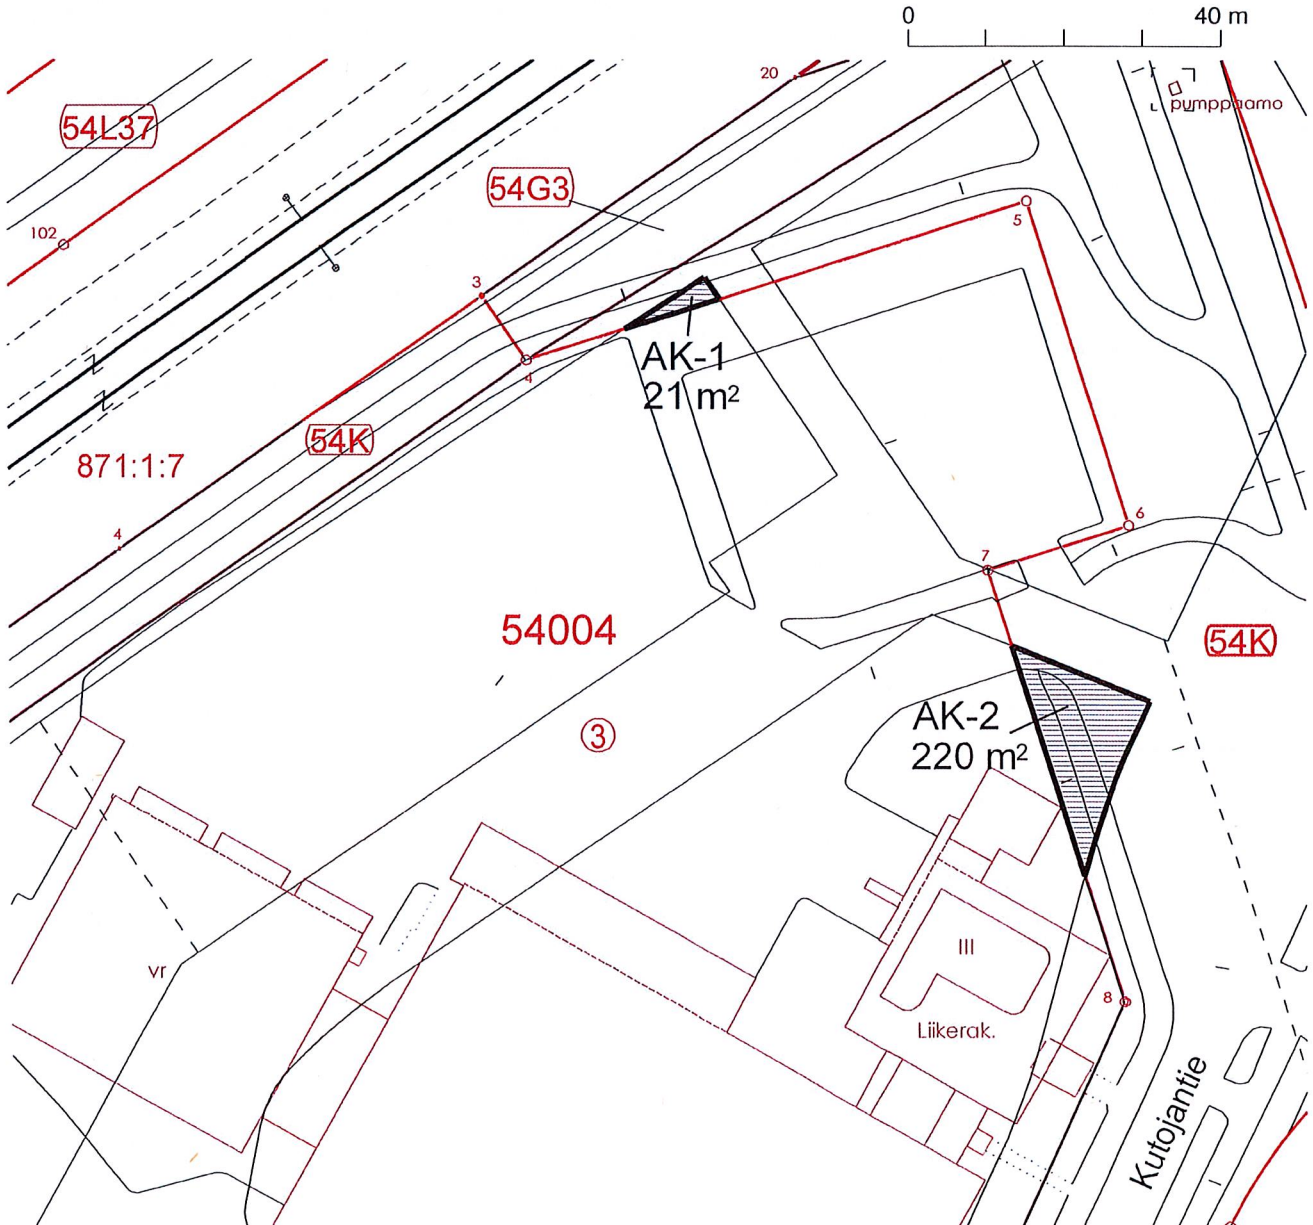 0 40 m
20
pumppaamo
54L37
54G3
102
5
3
4
AK-1
21 m²
54K
871:1:7
4
6
7
54004
54K
AK-2
220 m²
3
vr
III
8
Liikerak.
Kutojantie